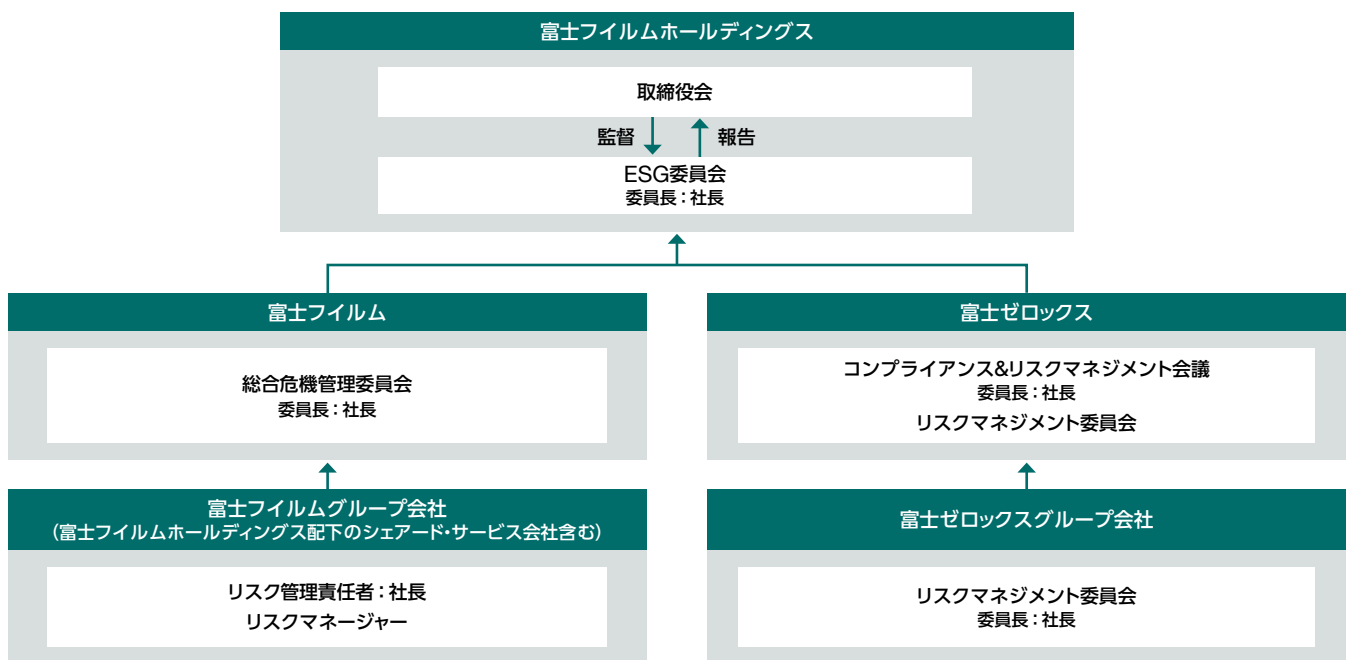 富士フイルムホールディングス
取締役会
監督 報告
ESG委員会
委員長：社長
富士フイルム
総合危機管理委員会
委員長：社長
富士ゼロックス
コンプライアンス&リスクマネジメント会議
委員長：社長
リスクマネジメント委員会
富士フイルムグループ会社
(富士フイルムホールディングス配下のシェアード・サービス会社含む)
リスク管理責任者：社長
リスクマネージャー
富士ゼロックスグループ会社
リスクマネジメント委員会
委員長：社長